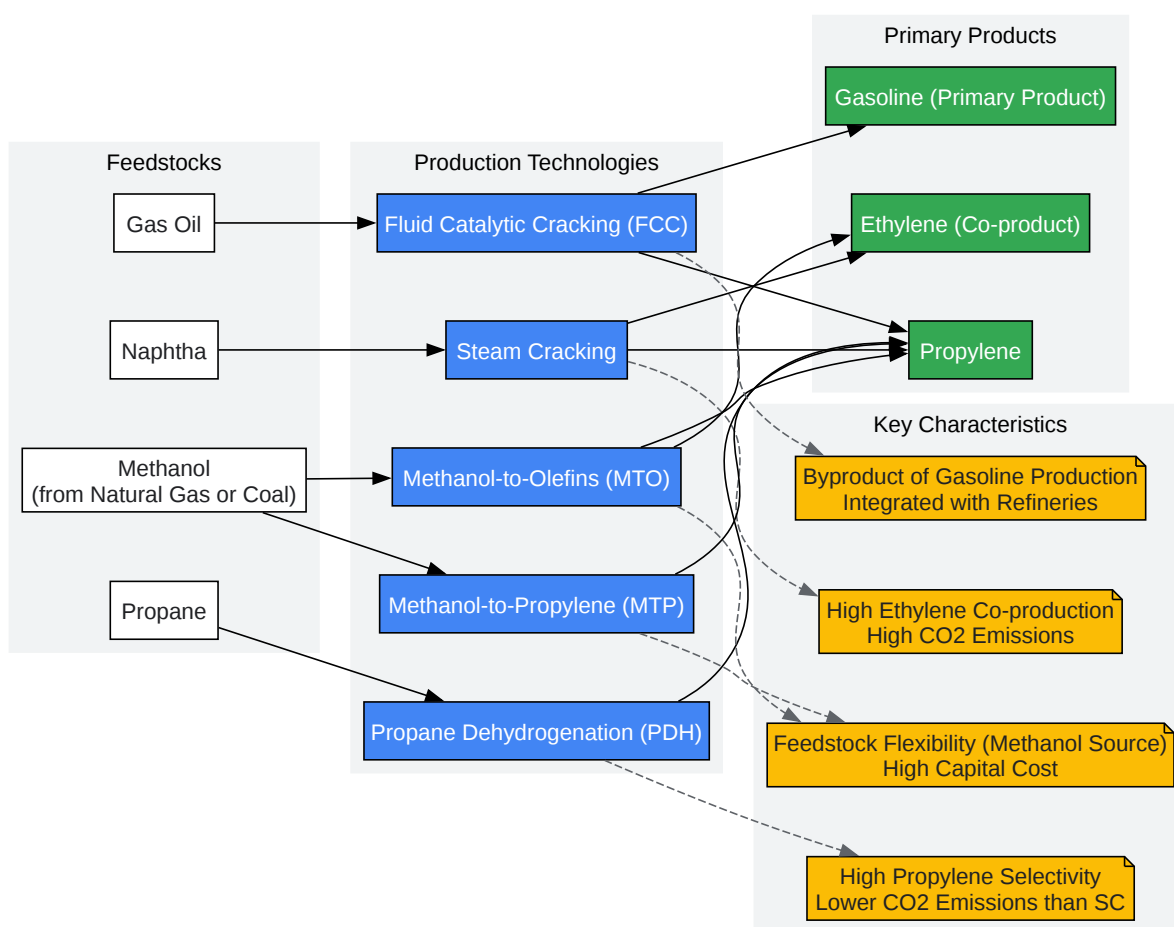 Primary Products
Gasoline (Primary Product)
Feedstocks
Production Technologies
Gas Oil
Fluid Catalytic Cracking (FCC)
Ethylene (Co-product)
Naphtha
Steam Cracking
Propylene
Key Characteristics
Methanol
(from Natural Gas or Coal)
Methanol-to-Olefins (MTO)
Byproduct of Gasoline Production
Integrated with Refineries
Propane
Methanol-to-Propylene (MTP)
High Ethylene Co-production
High CO2 Emissions
Propane Dehydrogenation (PDH)
Feedstock Flexibility (Methanol Source)
High Capital Cost
High Propylene Selectivity
Lower CO2 Emissions than SC